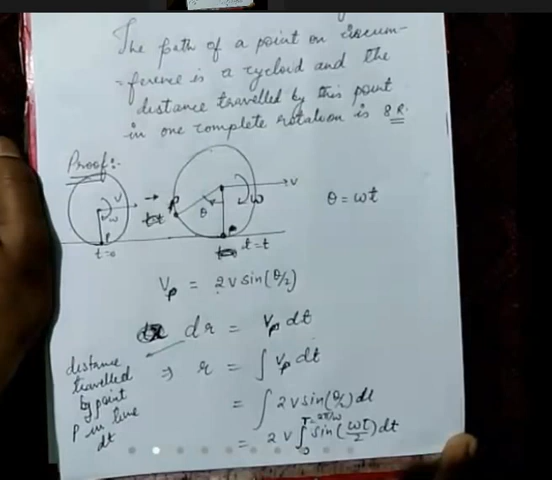 The path of a point on circum-
-ference is a cycloid and the
distance travelled by this point
in one complete rotation is 8R.
Proof:-
V
ω
P
t=0
P
θ
V
ω
t=t
θ = ωt
Vp = 2v sin(θ/2)
dr = Vp dt
distance travelled by point P in time dt
⇒ r = ∫ Vp dt
= ∫ 2v sin(θ/2) dt
= 2v ∫₀^(T=2π/ω) sin(ωt/2) dt